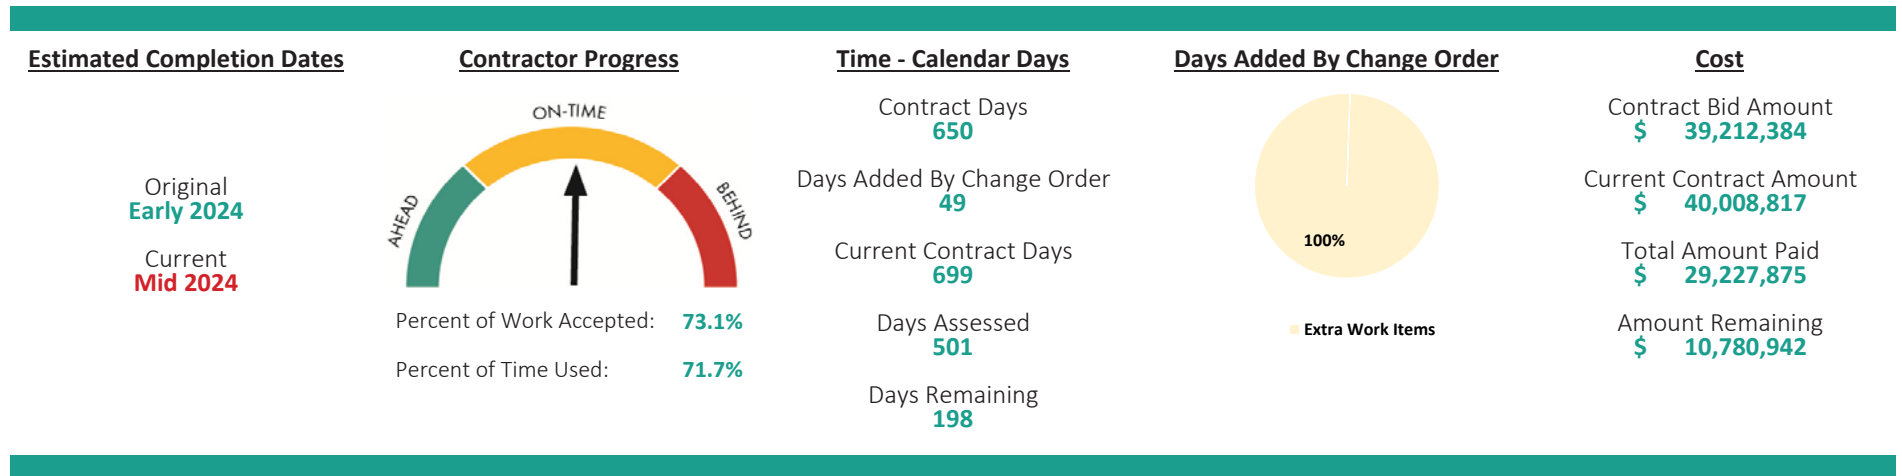 Estimated Completion Dates
Original
Early 2024
Current
Mid 2024
Contractor Progress
ON-TIME
AHEAD
BEHIND
Percent of Work Accepted: 73.1%
Percent of Time Used: 71.7%
Time - Calendar Days
Contract Days
650
Days Added By Change Order
49
Current Contract Days
699
Days Assessed
501
Days Remaining
198
Days Added By Change Order
100%
Extra Work Items
Cost
Contract Bid Amount
$ 39,212,384
Current Contract Amount
$ 40,008,817
Total Amount Paid
$ 29,227,875
Amount Remaining
$ 10,780,942